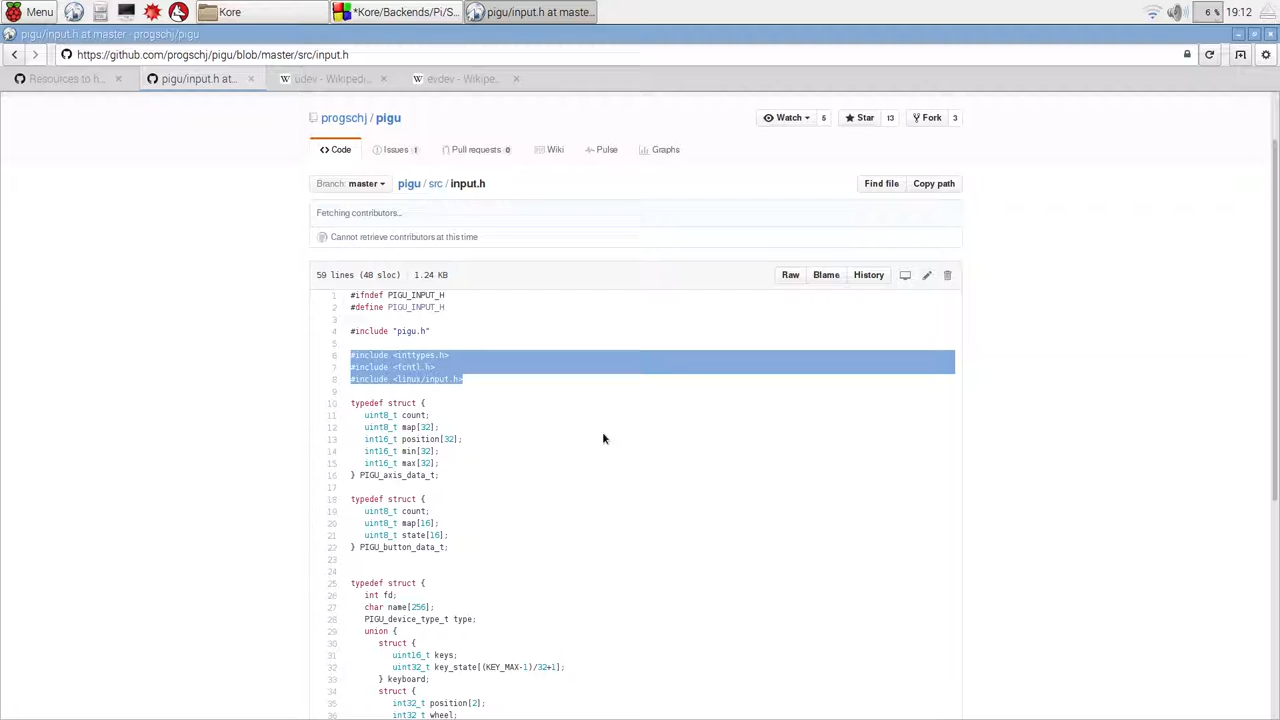 Menu
Kore
*Kore/Backends/Pi/S...
pigu/input.h at maste...
6 %
19:12
pigu/input.h at master · progschj/pigu
https://github.com/progschj/pigu/blob/master/src/input.h
Resources to h...
pigu/input.h at...
W udev - Wikiped...
W evdev - Wikipe...
progschj / pigu
Watch 5
Star 13
Fork 3
<> Code
Issues 1
Pull requests 0
Wiki
Pulse
Graphs
Branch: master
pigu / src / input.h
Find file
Copy path
Fetching contributors…
Cannot retrieve contributors at this time
59 lines (48 sloc) 1.24 KB
Raw
Blame
History
1 #ifndef PIGU_INPUT_H
2 #define PIGU_INPUT_H
3
4 #include "pigu.h"
5
6 #include <inttypes.h>
7 #include <fcntl.h>
8 #include <linux/input.h>
9
10 typedef struct {
11 uint8_t count;
12 uint8_t map[32];
13 int16_t position[32];
14 int16_t min[32];
15 int16_t max[32];
16 } PIGU_axis_data_t;
17
18 typedef struct {
19 uint8_t count;
20 uint8_t map[16];
21 uint8_t state[16];
22 } PIGU_button_data_t;
23
24
25 typedef struct {
26 int fd;
27 char name[256];
28 PIGU_device_type_t type;
29 union {
30 struct {
31 uint16_t keys;
32 uint32_t key_state[(KEY_MAX-1)/32+1];
33 } keyboard;
34 struct {
35 int32_t position[2];
36 int32_t wheel;